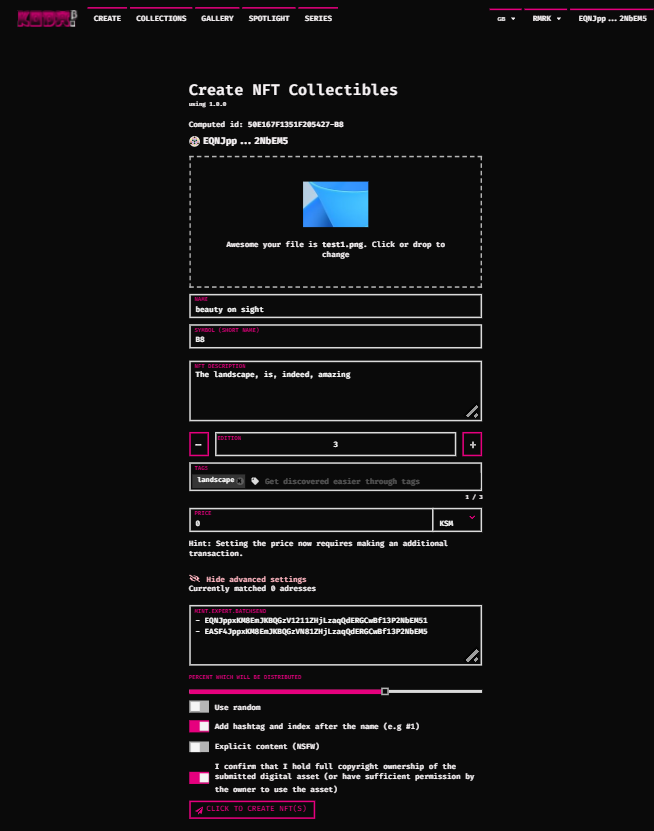 KODA β
CREATE COLLECTIONS GALLERY SPOTLIGHT SERIES
GB RMRK EQNJpp ... 2NbEM5
Create NFT Collectibles
using 1.0.0
Computed id: 50E167F1351F205427-B8
EQNJpp ... 2NbEM5
Awesome your file is test1.png. Click or drop to
change
NAME
beauty on sight
SYMBOL (SHORT NAME)
B8
NFT DESCRIPTION
The landscape, is, indeed, amazing
EDITION
- 3 +
TAGS
landscape Get discovered easier through tags
1 / 3
PRICE
0 KSM
Hint: Setting the price now requires making an additional
transaction.
Hide advanced settings
Currently matched 0 adresses
MINT.EXPERT.BATCHSEND
- EQNJppxKM8EmJKBQGzV1211ZHjLzaqQdERGCwBf13P2NbEM51
- EASF4JppxKM8EmJKBQGzVN81ZHjLzaqQdERGCwBf13P2NbEM5
PERCENT WHICH WILL BE DISTRIBUTED
Use random
Add hashtag and index after the name (e.g #1)
Explicit content (NSFW)
I confirm that I hold full copyright ownership of the
submitted digital asset (or have sufficient permission by
the owner to use the asset)
CLICK TO CREATE NFT(S)